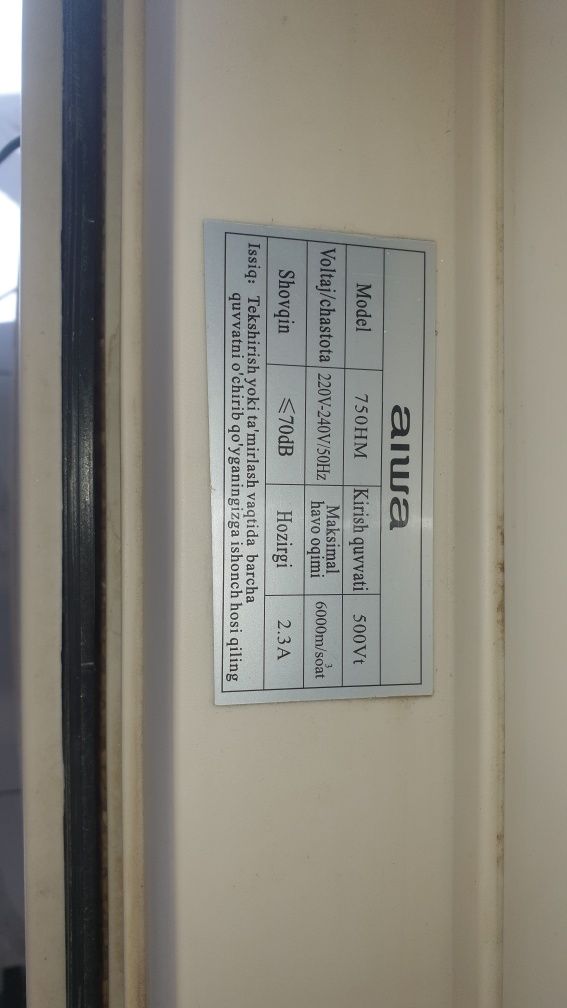 aiwa
Model 750HM Kirish quvvati 500Vt
Voltaj/chastota 220V-240V/50Hz Maksimal havo oqimi 6000m³/soat
Shovqin ≤70dB Hozirgi 2.3A
Issiq: Tekshirish yoki ta'mirlash vaqtida barcha
quvvatni o'chirib qo'yganingizga ishonch hosi qiling